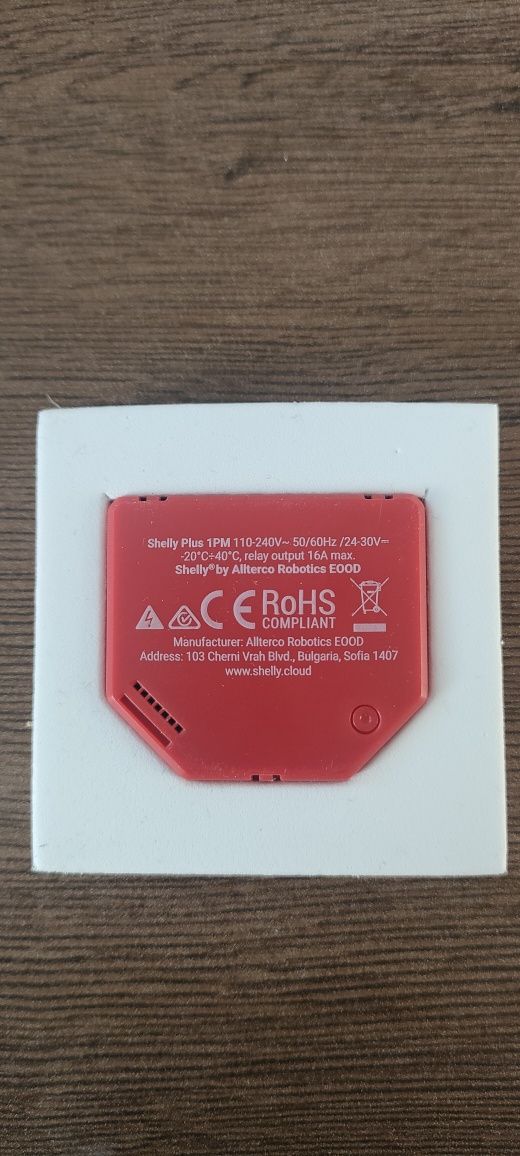 Shelly Plus 1PM 110-240V~ 50/60Hz /24-30V⎓
-20°C÷40°C, relay output 16A max.
Shelly® by Allterco Robotics EOOD
CE RoHS
COMPLIANT
Manufacturer: Allterco Robotics EOOD
Address: 103 Cherni Vrah Blvd., Bulgaria, Sofia 1407
www.shelly.cloud